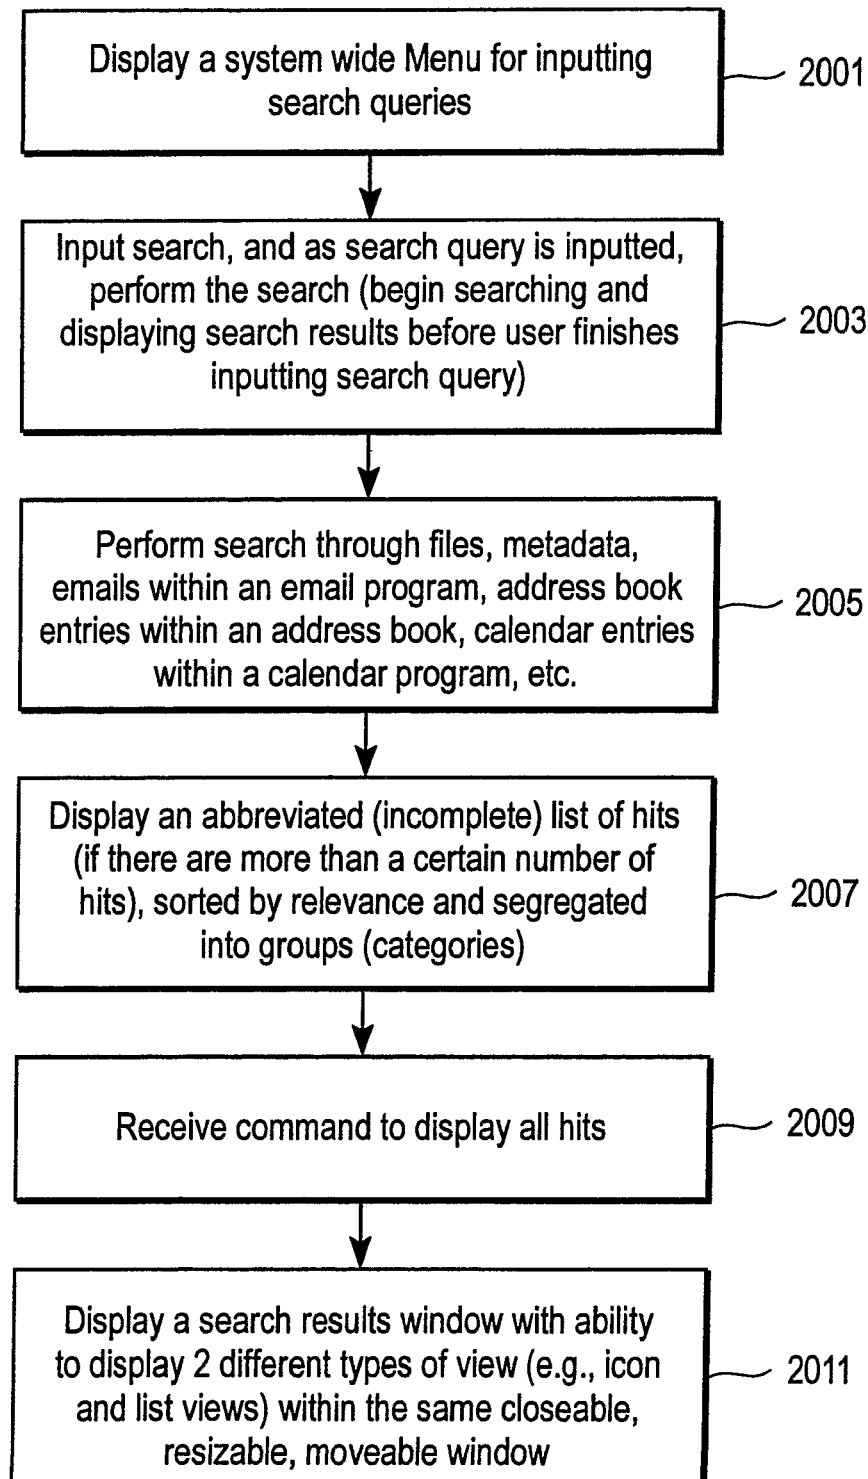 Display a system wide Menu for inputting
search queries
2001
Input search, and as search query is inputted,
perform the search (begin searching and
displaying search results before user finishes
inputting search query)
2003
Perform search through files, metadata,
emails within an email program, address book
entries within an address book, calendar entries
within a calendar program, etc.
2005
Display an abbreviated (incomplete) list of hits
(if there are more than a certain number of
hits), sorted by relevance and segregated
into groups (categories)
2007
Receive command to display all hits
2009
Display a search results window with ability
to display 2 different types of view (e.g., icon
and list views) within the same closeable,
resizable, moveable window
2011